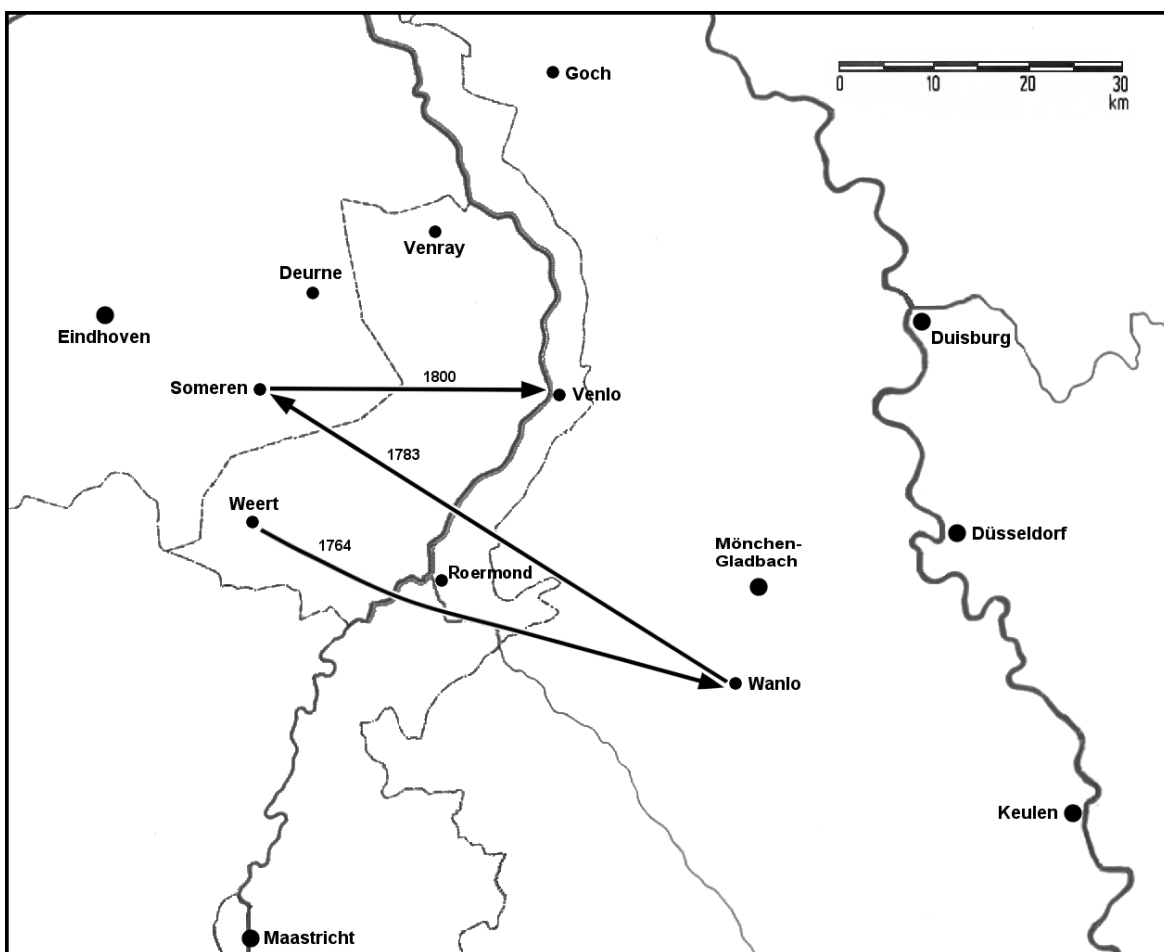 Goch
0 10 20 30
km
Venray
Deurne
Eindhoven
Duisburg
Someren
1800
Venlo
1783
Weert
1764
Mönchen-
Gladbach
Düsseldorf
Roermond
Wanlo
Keulen
Maastricht